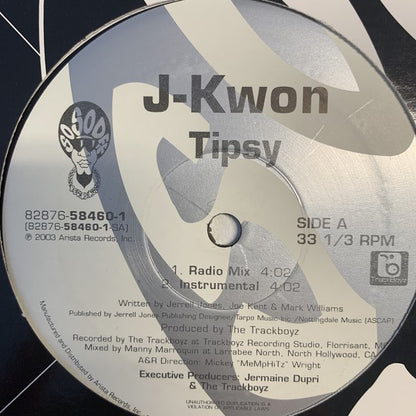 J-Kwon
Tipsy
SO SO DEF
82876-58460-1
(82876-58460-1-SA)
℗ © 2003 Arista Records, Inc.
SIDE A
33 1/3 RPM
1. Radio Mix 4:02
2. Instrumental 4:02
Written by Jerrell Jones, Joe Kent & Mark Williams
Published by Jerrell Jones Publishing Designee/Tarpo Music Inc./Nottingdale Music [ASCAP]
Produced by The Trackboyz
Recorded by The Trackboyz at Trackboyz Recording Studio, Florrisant, M
Mixed by Manny Marroquin at Larrabee North, North Hollywood, CA
A&R Direction: Mickey "MeMpHiTz" Wright
Executive Producers: Jermaine Dupri
& The Trackboyz
UNAUTHORIZED DUPLICATION IS A
VIOLATION OF APPLICABLE LAWS
Manufactured and Distributed by Arista Records, Inc.